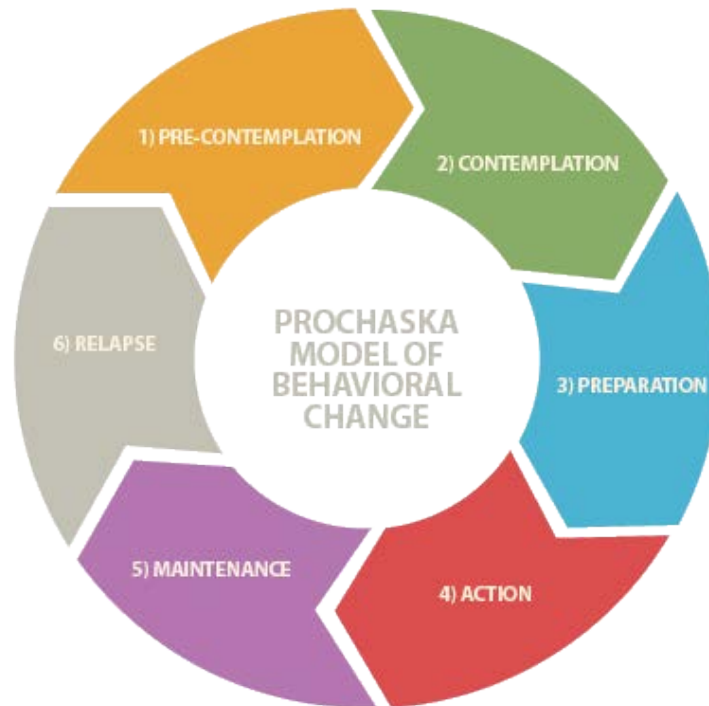 1) PRE-CONTEMPLATION
2) CONTEMPLATION
3) PREPARATION
4) ACTION
5) MAINTENANCE
6) RELAPSE
PROCHASKA
MODEL OF
BEHAVIORAL
CHANGE